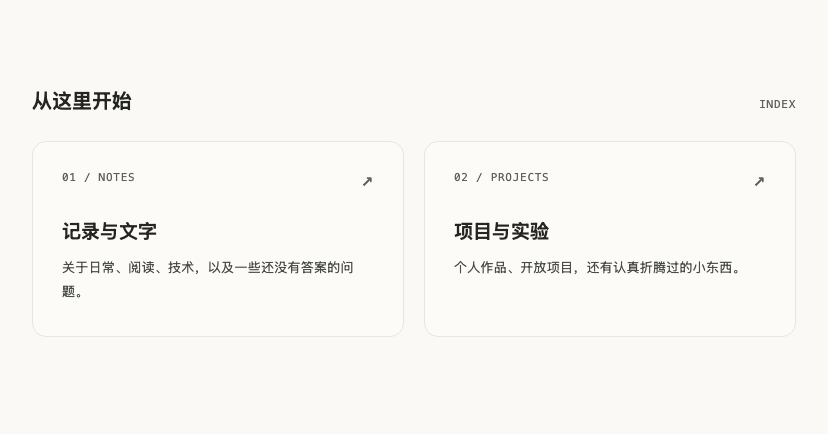 从这里开始
INDEX
01 / NOTES
↗
记录与文字
关于日常、阅读、技术，以及一些还没有答案的问
题。
02 / PROJECTS
↗
项目与实验
个人作品、开放项目，还有认真折腾过的小东西。